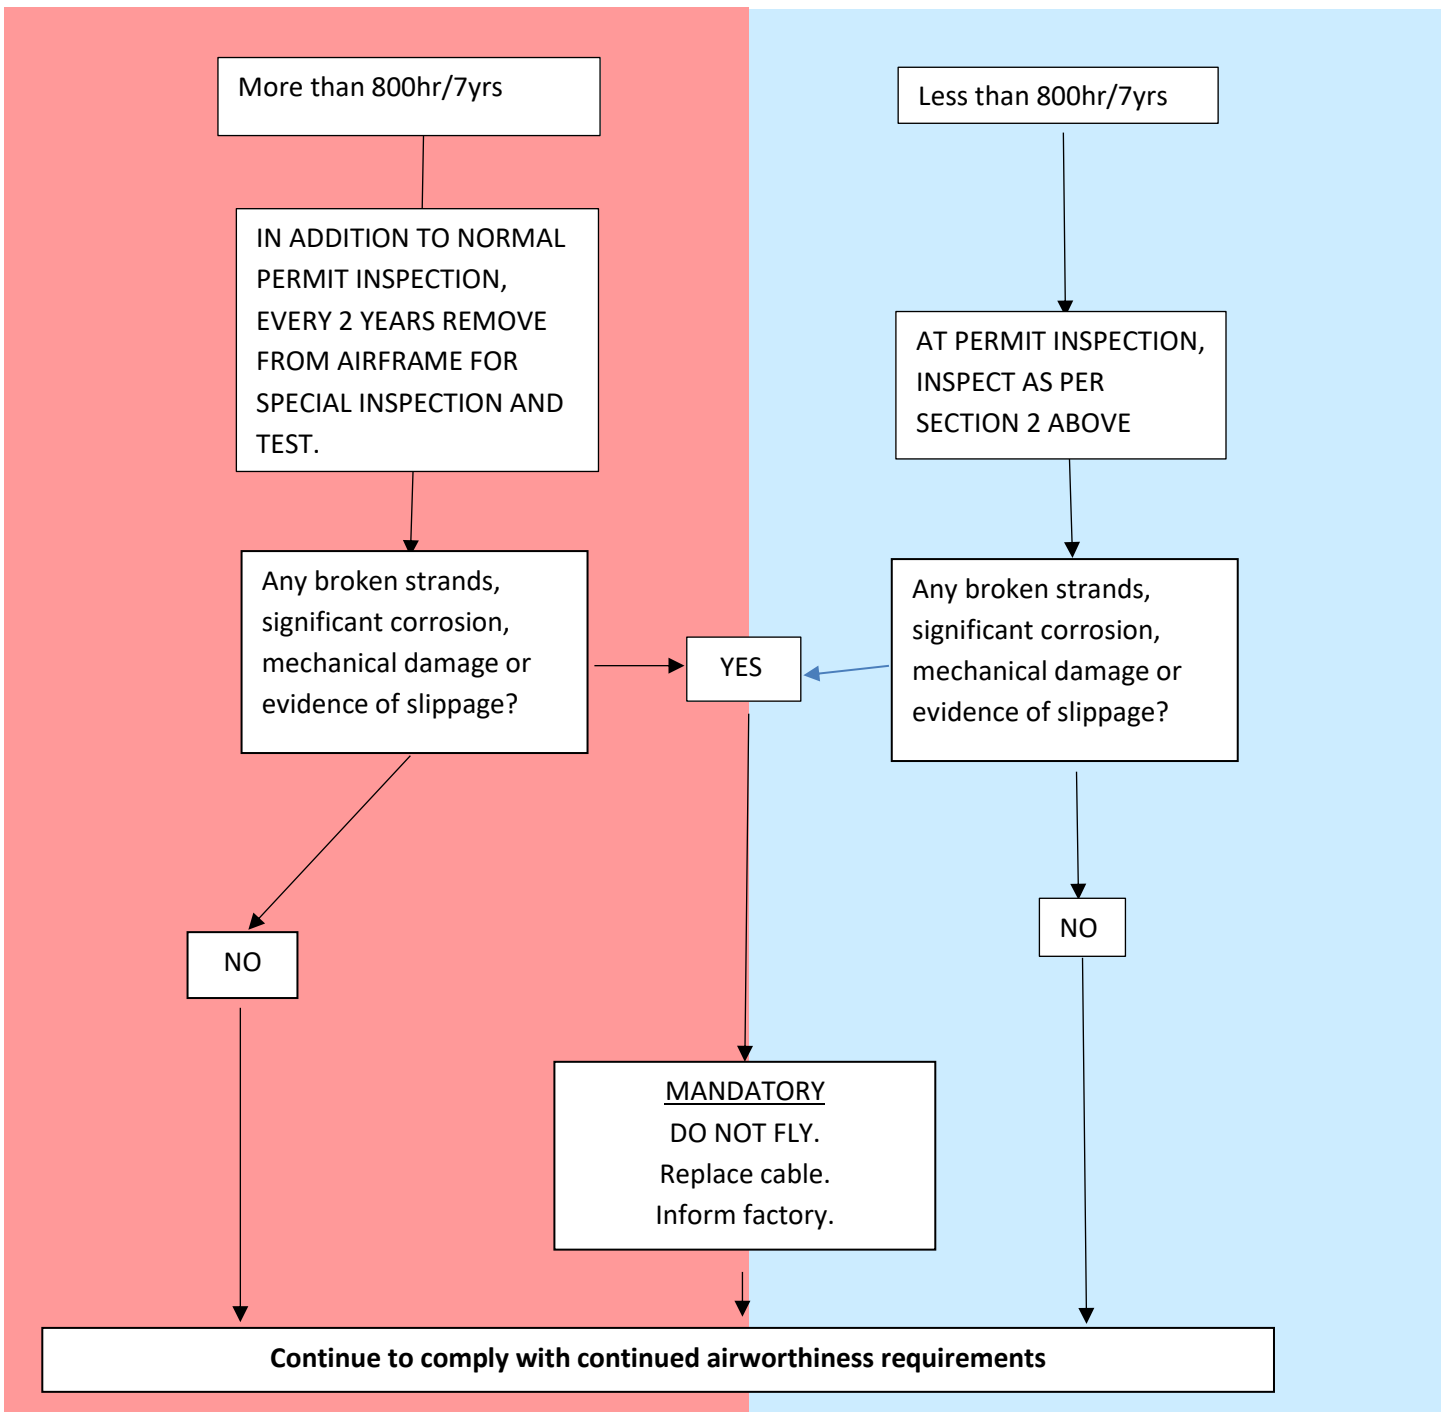 More than 800hr/7yrs
Less than 800hr/7yrs
IN ADDITION TO NORMAL
PERMIT INSPECTION,
EVERY 2 YEARS REMOVE
FROM AIRFRAME FOR
SPECIAL INSPECTION AND
TEST.
AT PERMIT INSPECTION,
INSPECT AS PER
SECTION 2 ABOVE
Any broken strands,
significant corrosion,
mechanical damage or
evidence of slippage?
YES
Any broken strands,
significant corrosion,
mechanical damage or
evidence of slippage?
NO
NO
MANDATORY
DO NOT FLY.
Replace cable.
Inform factory.
Continue to comply with continued airworthiness requirements